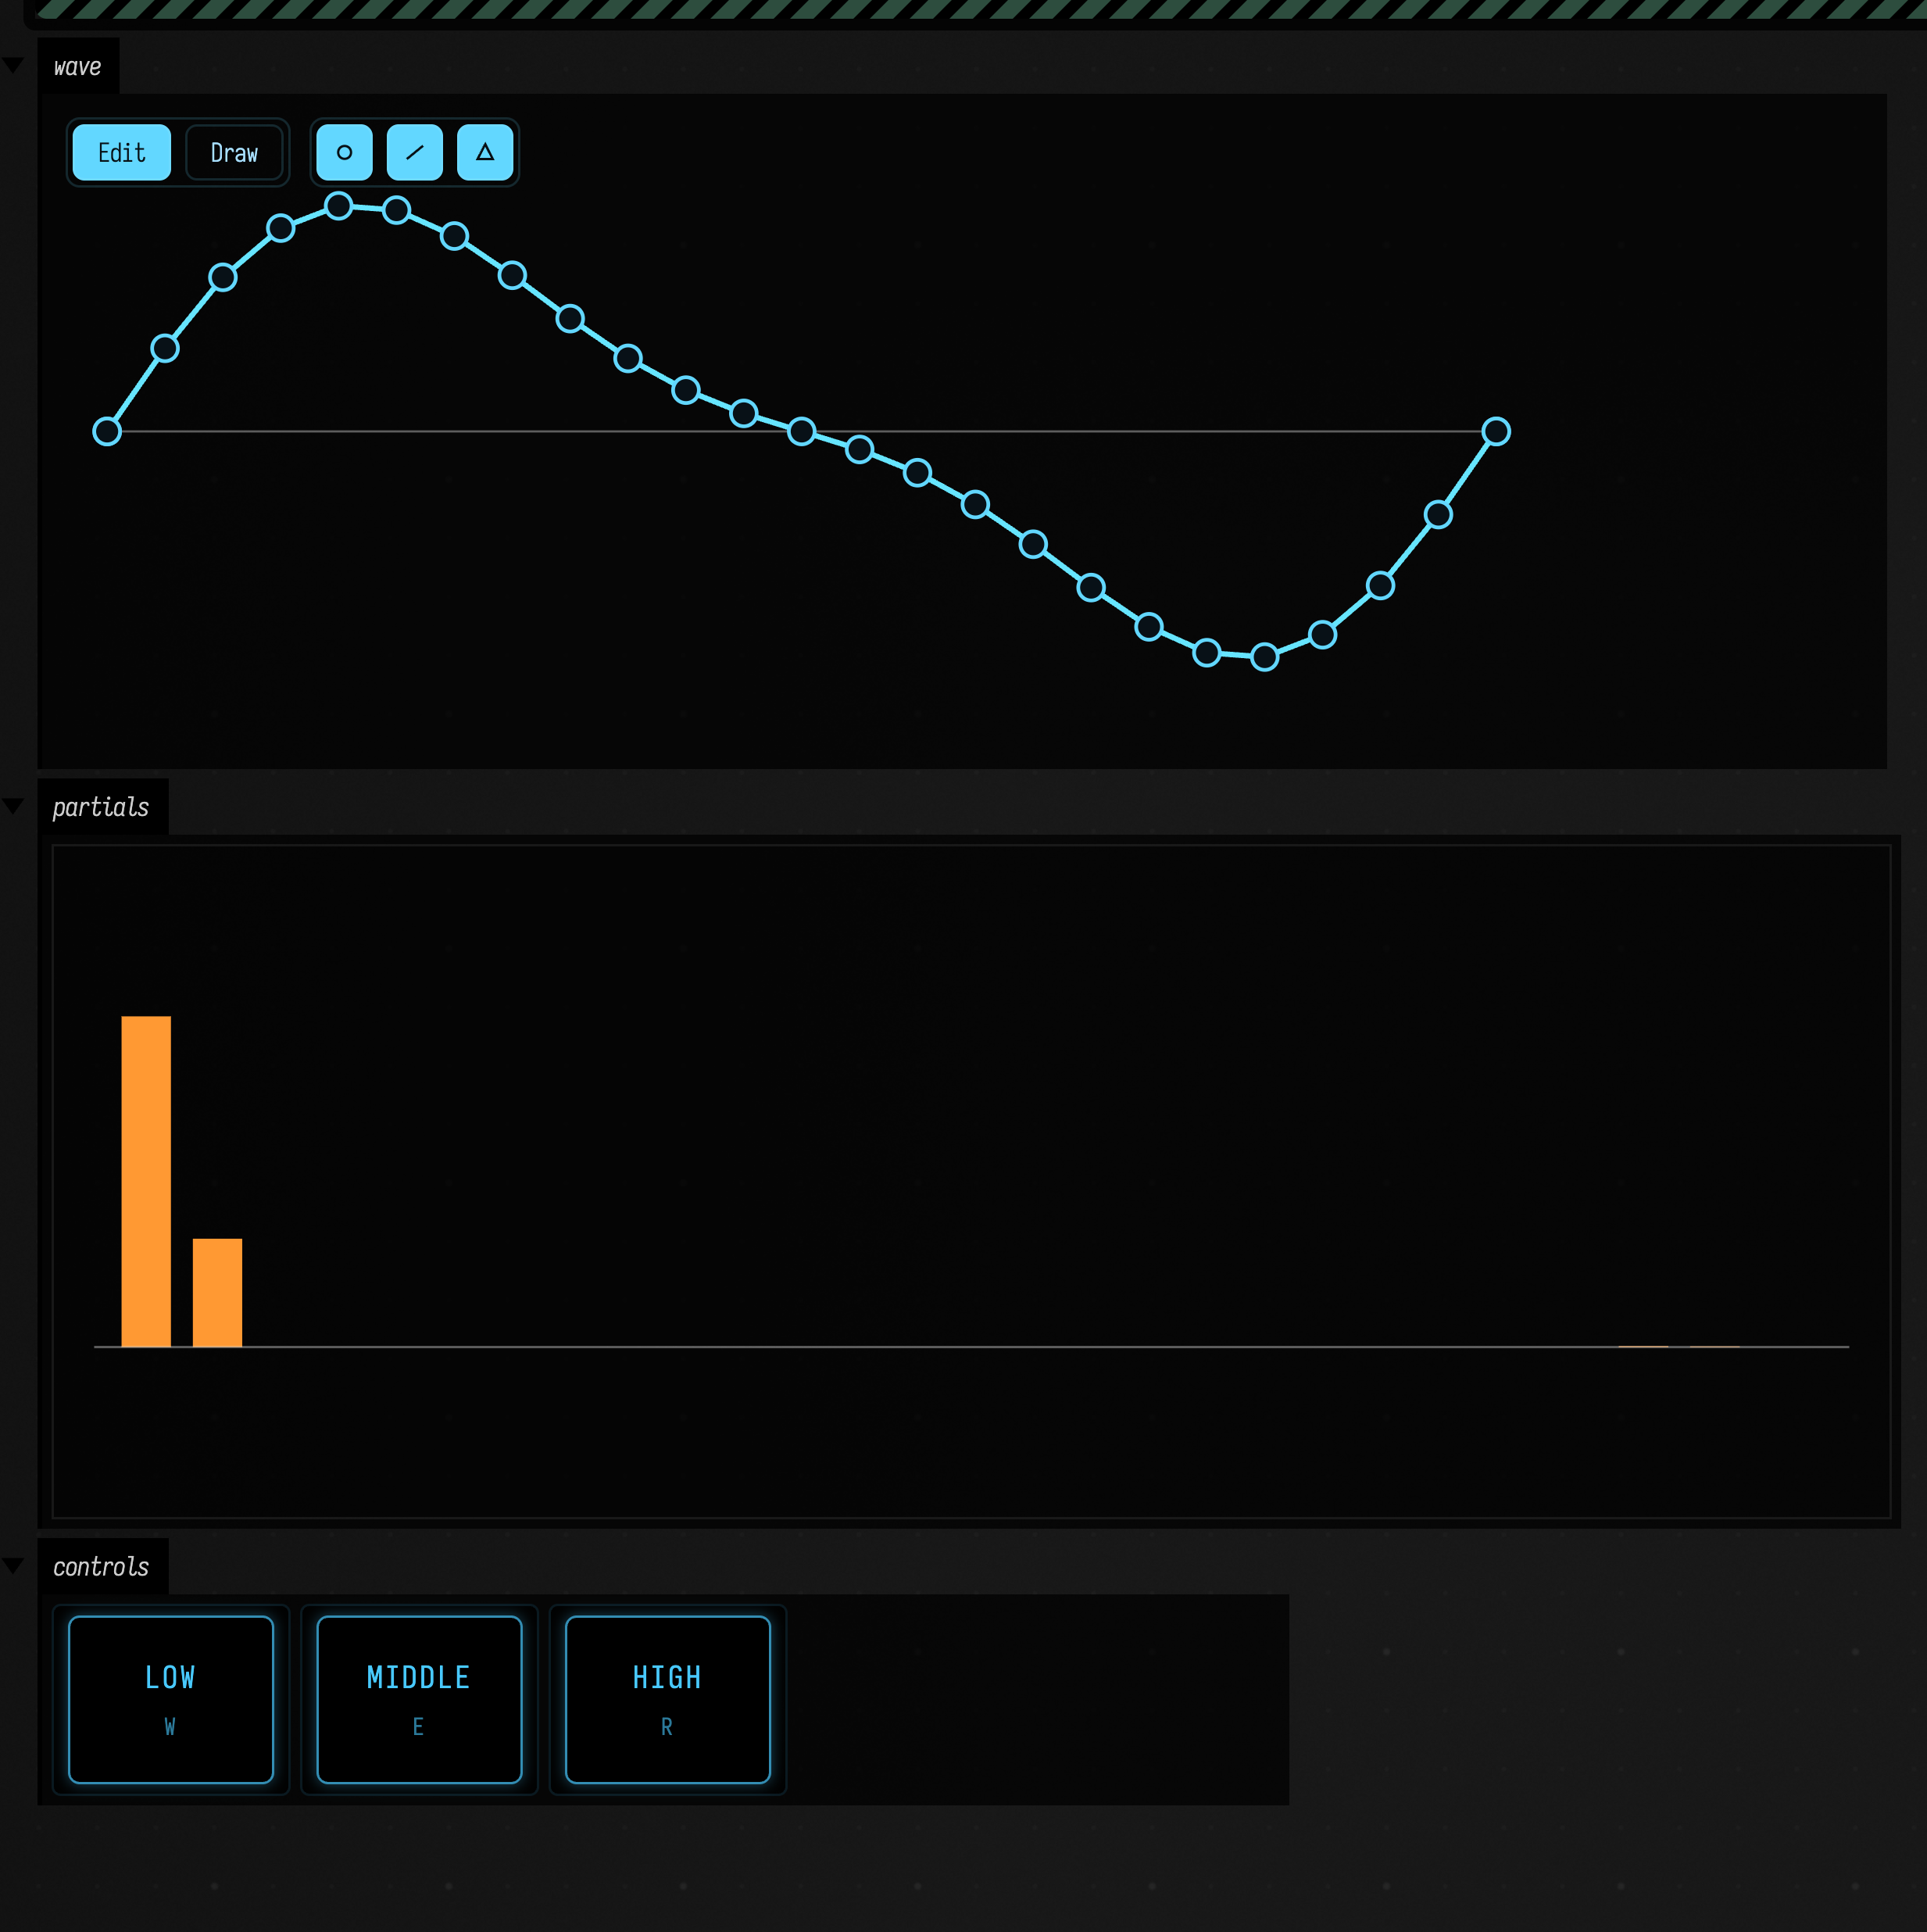 wave
Edit Draw
partials
controls
LOW MIDDLE HIGH
W E R